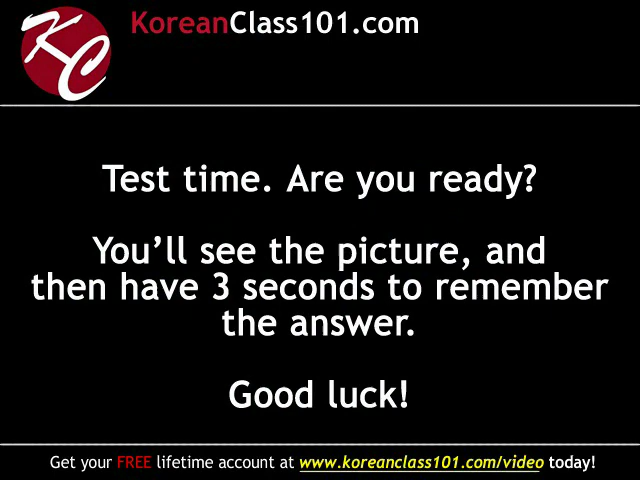 KC
KoreanClass101.com
Test time. Are you ready?
You'll see the picture, and
then have 3 seconds to remember
the answer.
Good luck!
Get your FREE lifetime account at www.koreanclass101.com/video today!